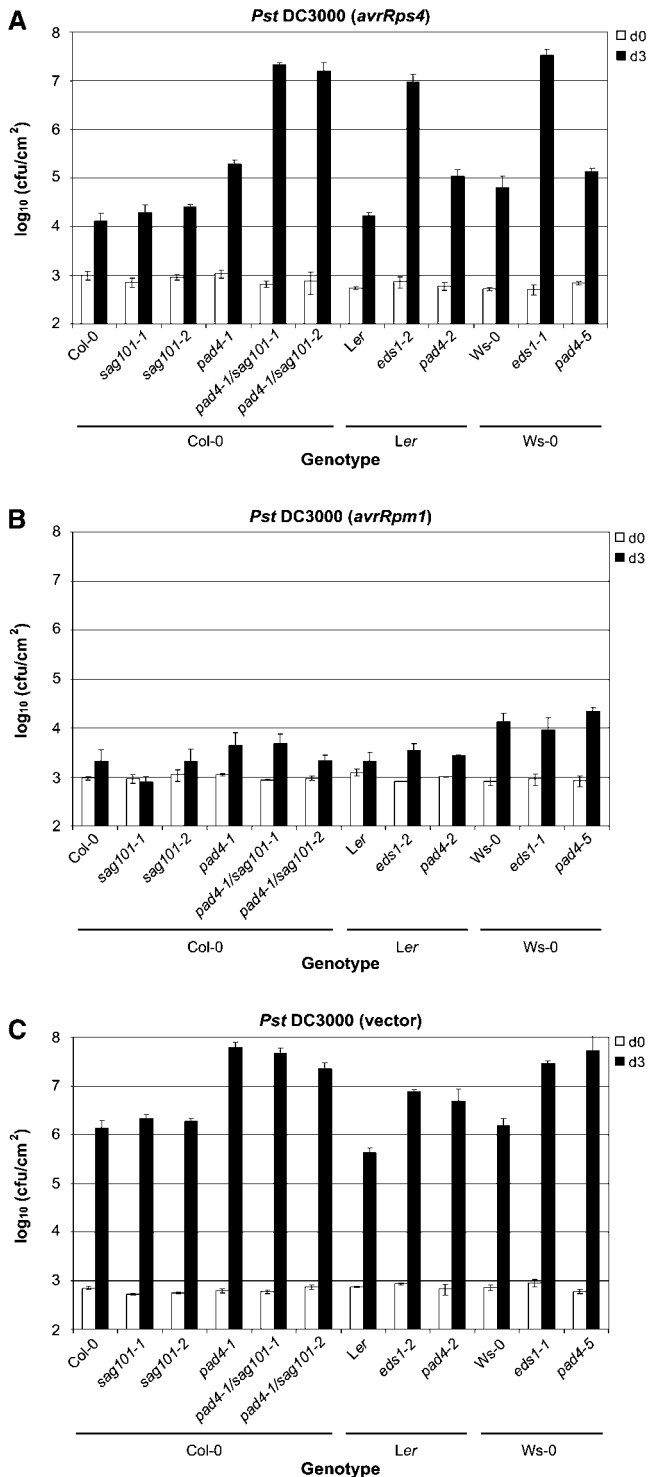 A
Pst DC3000 (avrRps4)
d0
d3
8
7
6
5
4
3
2
log10 (cfu/cm2)
Col-0
sag101-1
sag101-2
pad4-1
pad4-1/sag101-1
pad4-1/sag101-2
Ler
eds1-2
pad4-2
Ws-0
eds1-1
pad4-5
Col-0
Ler
Ws-0
Genotype
B
Pst DC3000 (avrRpm1)
d0
d3
8
7
6
5
4
3
2
log10 (cfu/cm2)
Col-0
sag101-1
sag101-2
pad4-1
pad4-1/sag101-1
pad4-1/sag101-2
Ler
eds1-2
pad4-2
Ws-0
eds1-1
pad4-5
Col-0
Ler
Ws-0
Genotype
C
Pst DC3000 (vector)
d0
d3
8
7
6
5
4
3
2
log10 (cfu/cm2)
Col-0
sag101-1
sag101-2
pad4-1
pad4-1/sag101-1
pad4-1/sag101-2
Ler
eds1-2
pad4-2
Ws-0
eds1-1
pad4-5
Col-0
Ler
Ws-0
Genotype